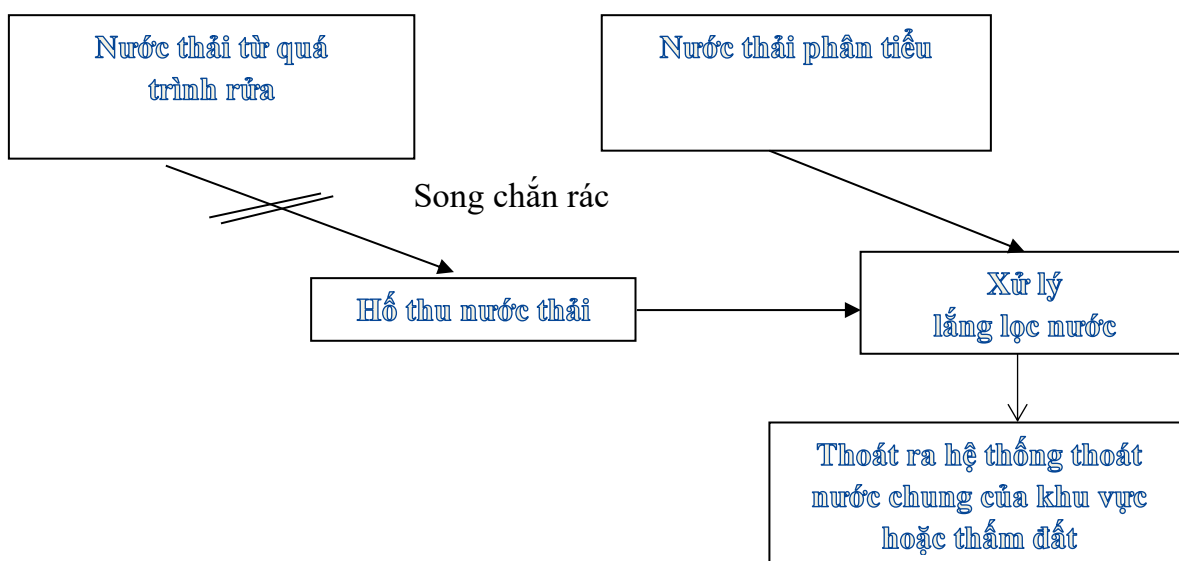 Nước thải từ quá
trình rửa
Nước thải phân tiểu
Song chắn rác
Hố thu nước thải
Xử lý
lắng lọc nước
Thoát ra hệ thống thoát
nước chung của khu vực
hoặc thấm đất